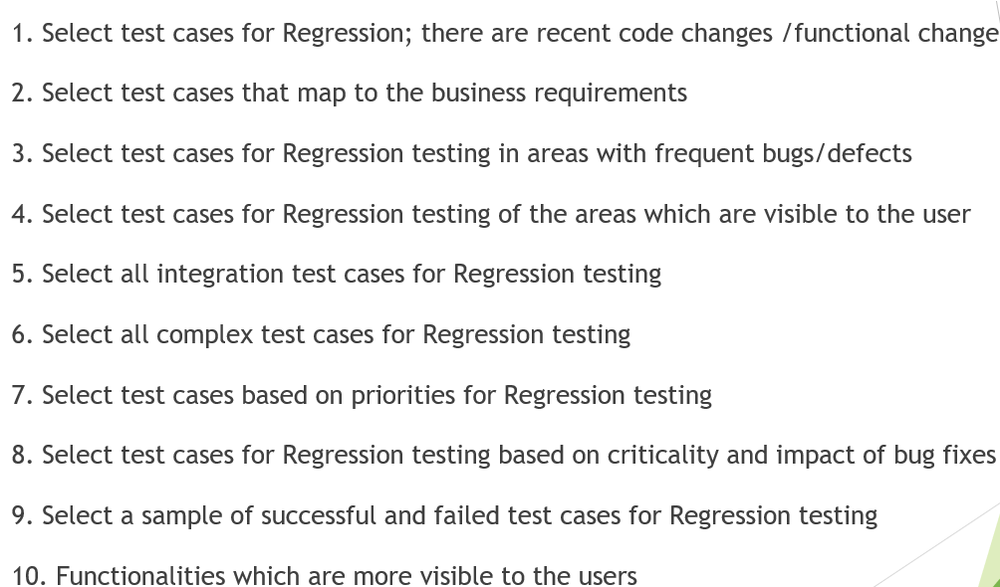 1. Select test cases for Regression; there are recent code changes /functional change
2. Select test cases that map to the business requirements
3. Select test cases for Regression testing in areas with frequent bugs/defects
4. Select test cases for Regression testing of the areas which are visible to the user
5. Select all integration test cases for Regression testing
6. Select all complex test cases for Regression testing
7. Select test cases based on priorities for Regression testing
8. Select test cases for Regression testing based on criticality and impact of bug fixes
9. Select a sample of successful and failed test cases for Regression testing
10. Functionalities which are more visible to the users